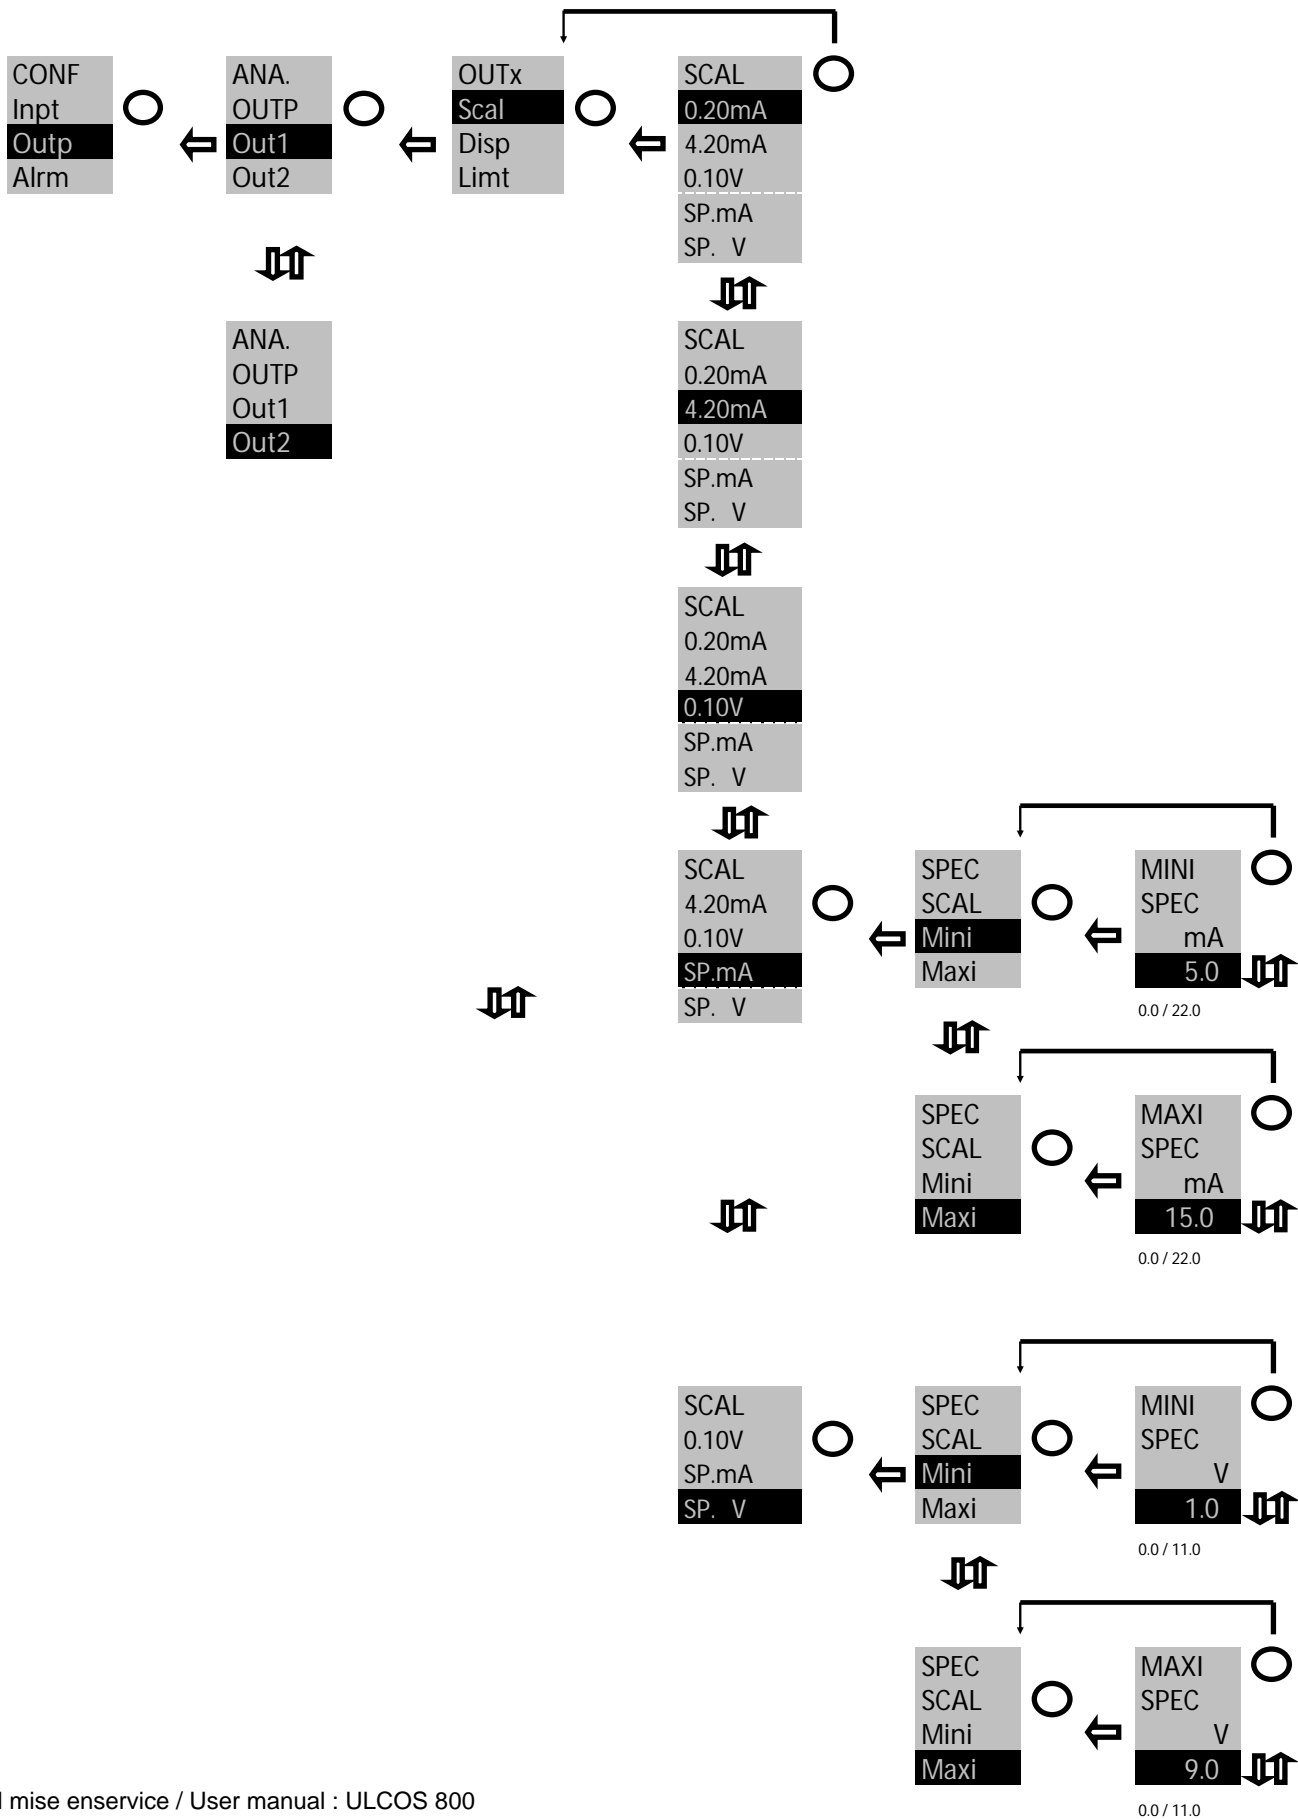 CONF
Inpt
Outp
Alrm
ANA.
OUTP
Out1
Out2
OUTx
Scal
Disp
Limt
SCAL
0.20mA
4.20mA
0.10V
SP.mA
SP. V
ANA.
OUTP
Out1
Out2
SCAL
0.20mA
4.20mA
0.10V
SP.mA
SP. V
SCAL
0.20mA
4.20mA
0.10V
SP.mA
SP. V
SCAL
4.20mA
0.10V
SP.mA
SP. V
SPEC
SCAL
Mini
Maxi
MINI
SPEC
mA
5.0
0.0 / 22.0
SPEC
SCAL
Mini
Maxi
MAXI
SPEC
mA
15.0
0.0 / 22.0
SCAL
0.10V
SP.mA
SP. V
SPEC
SCAL
Mini
Maxi
MINI
SPEC
V
1.0
0.0 / 11.0
SPEC
SCAL
Mini
Maxi
MAXI
SPEC
V
9.0
0.0 / 11.0
mise enservice / User manual : ULCOS 800